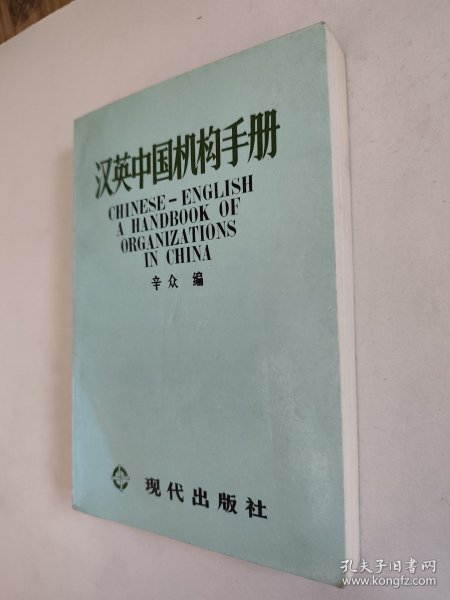 汉英中国机构手册
CHINESE-ENGLISH
A HANDBOOK OF
ORGANIZATIONS
IN CHINA
辛众 编
现代出版社
孔夫子旧书网
www.kongfz.com